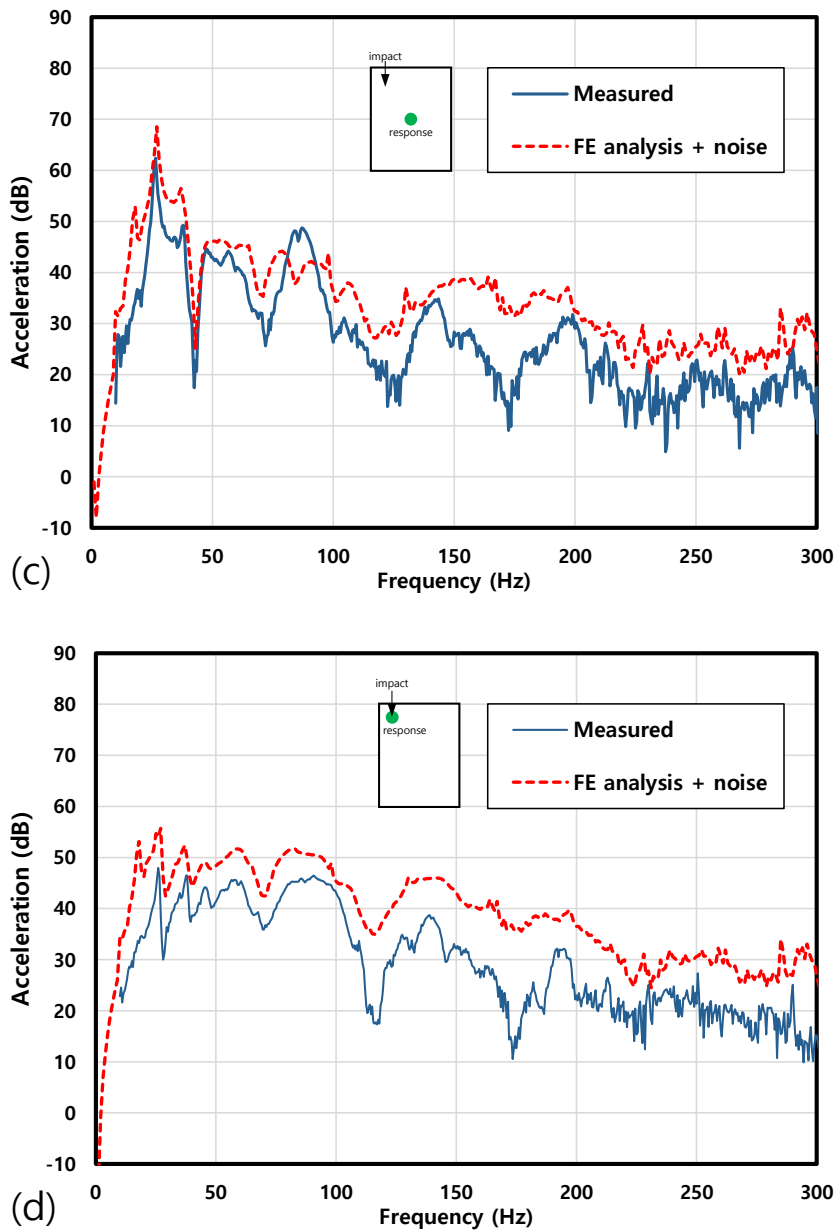 90
80
70
60
50
40
30
20
10
0
-10
Acceleration (dB)
impact
response
Measured
FE analysis + noise
0 50 100 150 200 250 300
Frequency (Hz)
(c)
90
80
70
60
50
40
30
20
10
0
-10
Acceleration (dB)
impact
response
Measured
FE analysis + noise
0 50 100 150 200 250 300
Frequency (Hz)
(d)